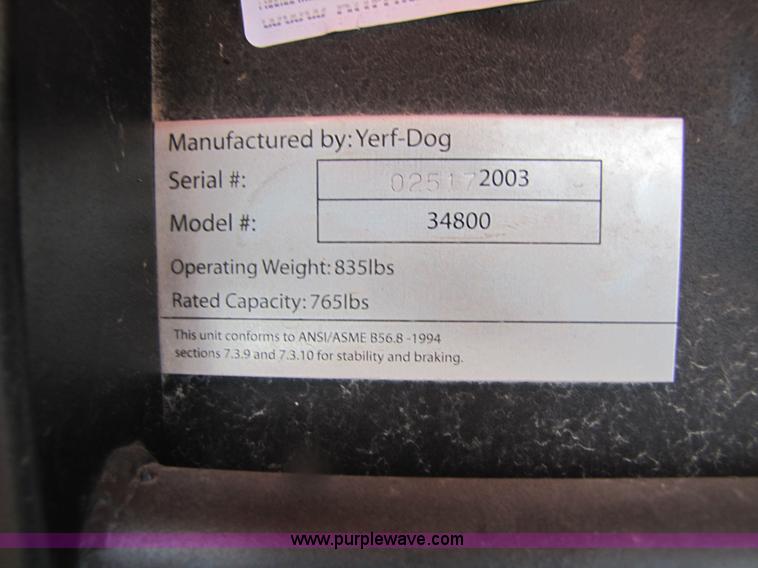 Manufactured by: Yerf-Dog
Serial #: 02517 2003
Model #: 34800
Operating Weight: 835lbs
Rated Capacity: 765lbs
This unit conforms to ANSI/ASME B56.8 -1994
sections 7.3.9 and 7.3.10 for stability and braking.
www.purplewave.com